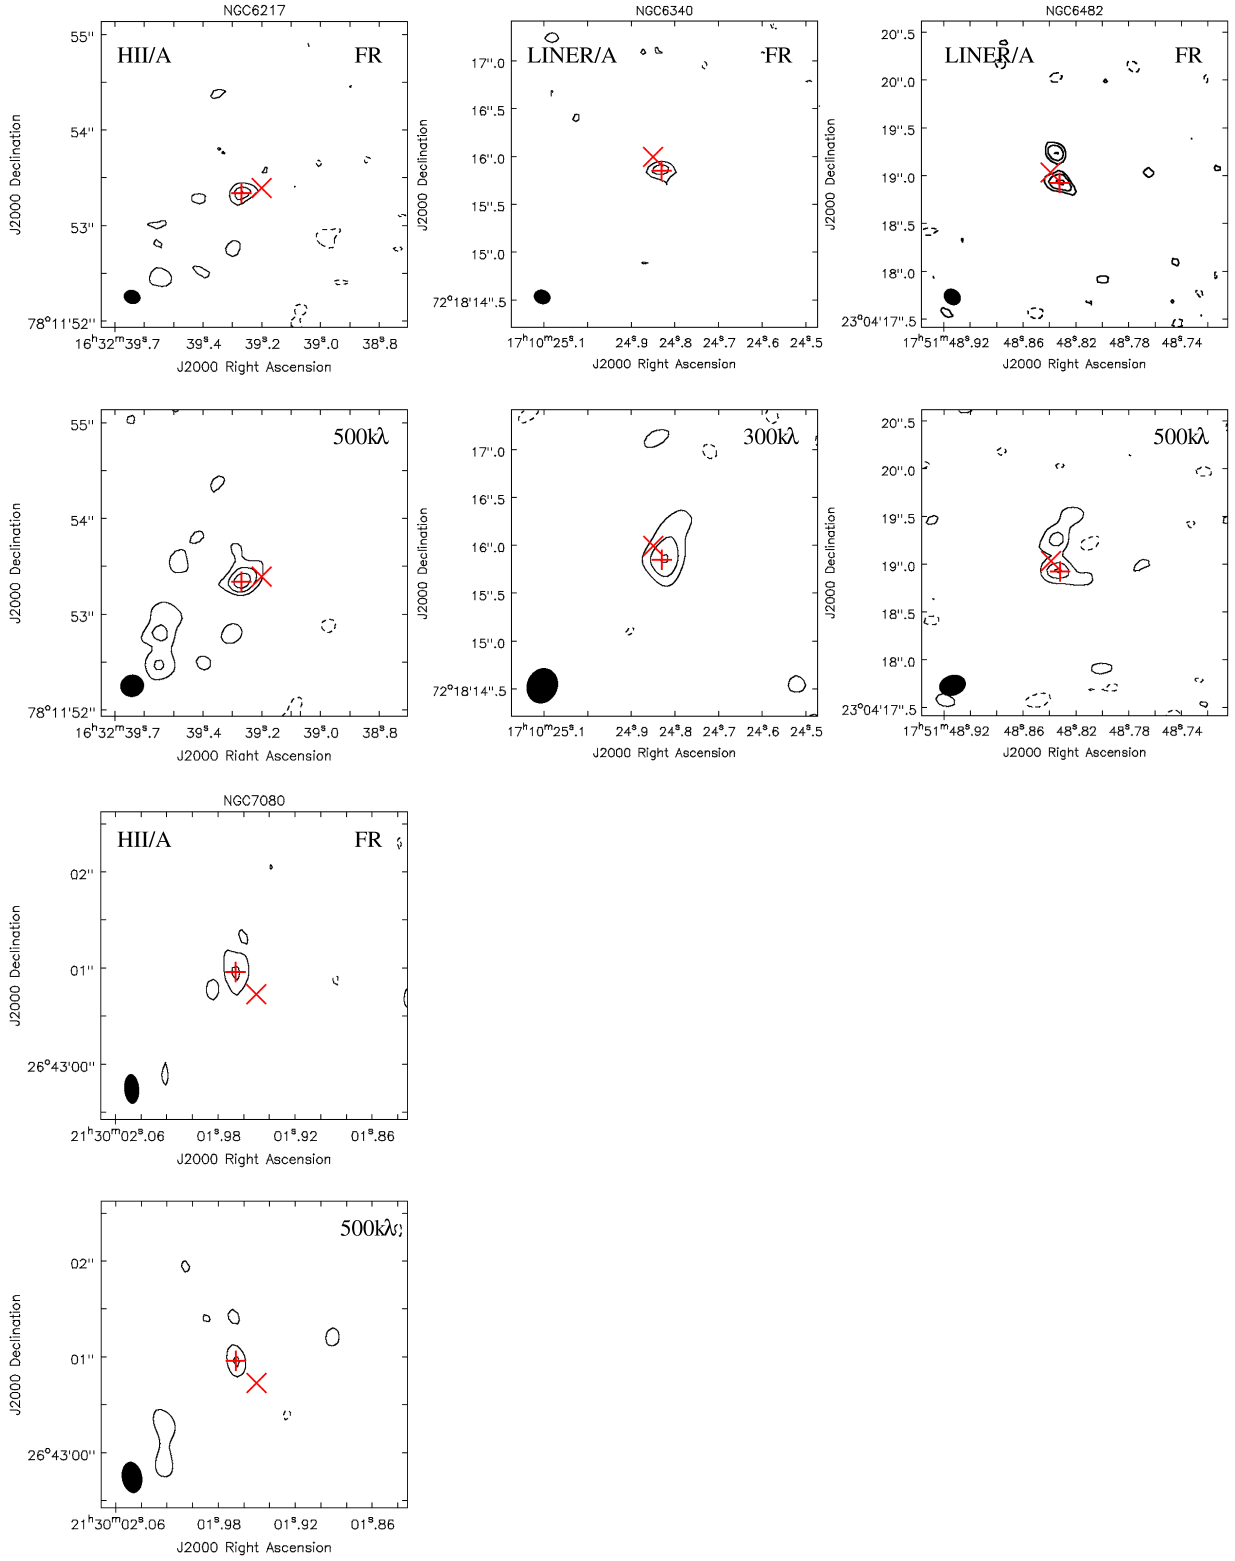 NGC6217
HII/A FR
55"
54"
53"
78°11'52"
J2000 Declination
16ʰ32ᵐ39ˢ.7 39ˢ.4 39ˢ.2 39ˢ.0 38ˢ.8
J2000 Right Ascension
NGC6340
LINER/A FR
17".0
16".5
16".0
15".5
15".0
72°18'14".5
J2000 Declination
17ʰ10ᵐ25ˢ.1 24ˢ.9 24ˢ.8 24ˢ.7 24ˢ.6 24ˢ.5
J2000 Right Ascension
NGC6482
LINER/A FR
20".5
20".0
19".5
19".0
18".5
18".0
23°04'17".5
J2000 Declination
17ʰ51ᵐ48ˢ.92 48ˢ.86 48ˢ.82 48ˢ.78 48ˢ.74
J2000 Right Ascension
500kλ
55"
54"
53"
78°11'52"
J2000 Declination
16ʰ32ᵐ39ˢ.7 39ˢ.4 39ˢ.2 39ˢ.0 38ˢ.8
J2000 Right Ascension
300kλ
17".0
16".5
16".0
15".5
15".0
72°18'14".5
J2000 Declination
17ʰ10ᵐ25ˢ.1 24ˢ.9 24ˢ.8 24ˢ.7 24ˢ.6 24ˢ.5
J2000 Right Ascension
500kλ
20".5
20".0
19".5
19".0
18".5
18".0
23°04'17".5
J2000 Declination
17ʰ51ᵐ48ˢ.92 48ˢ.86 48ˢ.82 48ˢ.78 48ˢ.74
J2000 Right Ascension
NGC7080
HII/A FR
02"
01"
26°43'00"
J2000 Declination
21ʰ30ᵐ02ˢ.06 01ˢ.98 01ˢ.92 01ˢ.86
J2000 Right Ascension
500kλ
02"
01"
26°43'00"
J2000 Declination
21ʰ30ᵐ02ˢ.06 01ˢ.98 01ˢ.92 01ˢ.86
J2000 Right Ascension